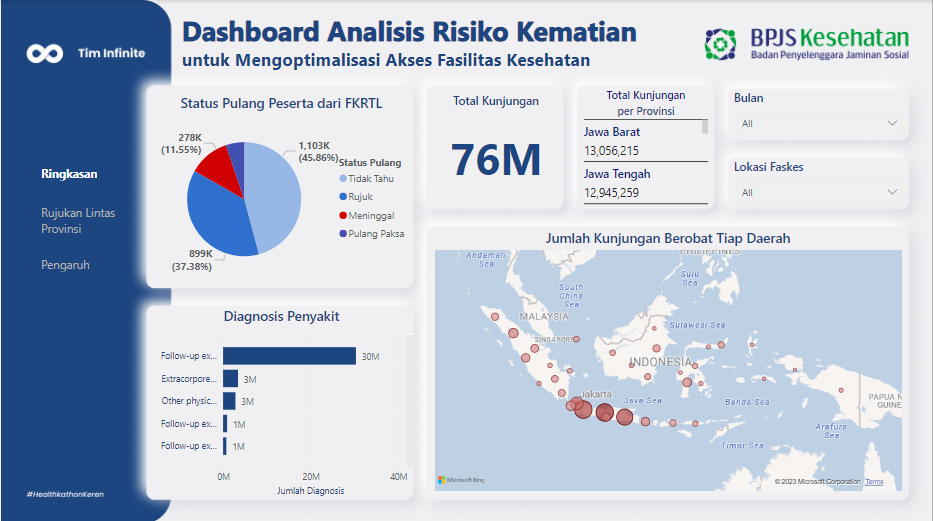 Tim Infinite
Dashboard Analisis Risiko Kematian
untuk Mengoptimalisasi Akses Fasilitas Kesehatan
BPJS Kesehatan
Badan Penyelenggara Jaminan Sosial
Ringkasan
Rujukan Lintas
Provinsi
Pengaruh
#HealthkathonKeren
Status Pulang Peserta dari FKRTL
278K
(11.55%)
1,103K
(45.86%)
899K
(37.38%)
Status Pulang
Tidak Tahu
Rujuk
Meninggal
Pulang Paksa
Total Kunjungan
76M
Total Kunjungan
per Provinsi
Jawa Barat
13,056,215
Jawa Tengah
12,945,259
Bulan
All
Lokasi Faskes
All
Diagnosis Penyakit
Follow-up ex... 30M
Extracorpore... 3M
Other physic... 3M
Follow-up ex... 1M
Follow-up ex... 1M
0M 20M 40M
Jumlah Diagnosis
Jumlah Kunjungan Berobat Tiap Daerah
PHILIPPINES
Andaman
Sea
Sulu
Sea
South
China
Sea
MALAYSIA
Sulawesi Sea
SINGAPORE
INDONESIA
Jakarta
Java Sea
Banda Sea
PAPUA N
GUINE
Arafura
Sea
Timor Sea
Microsoft Bing
© 2023 Microsoft Corporation Terms